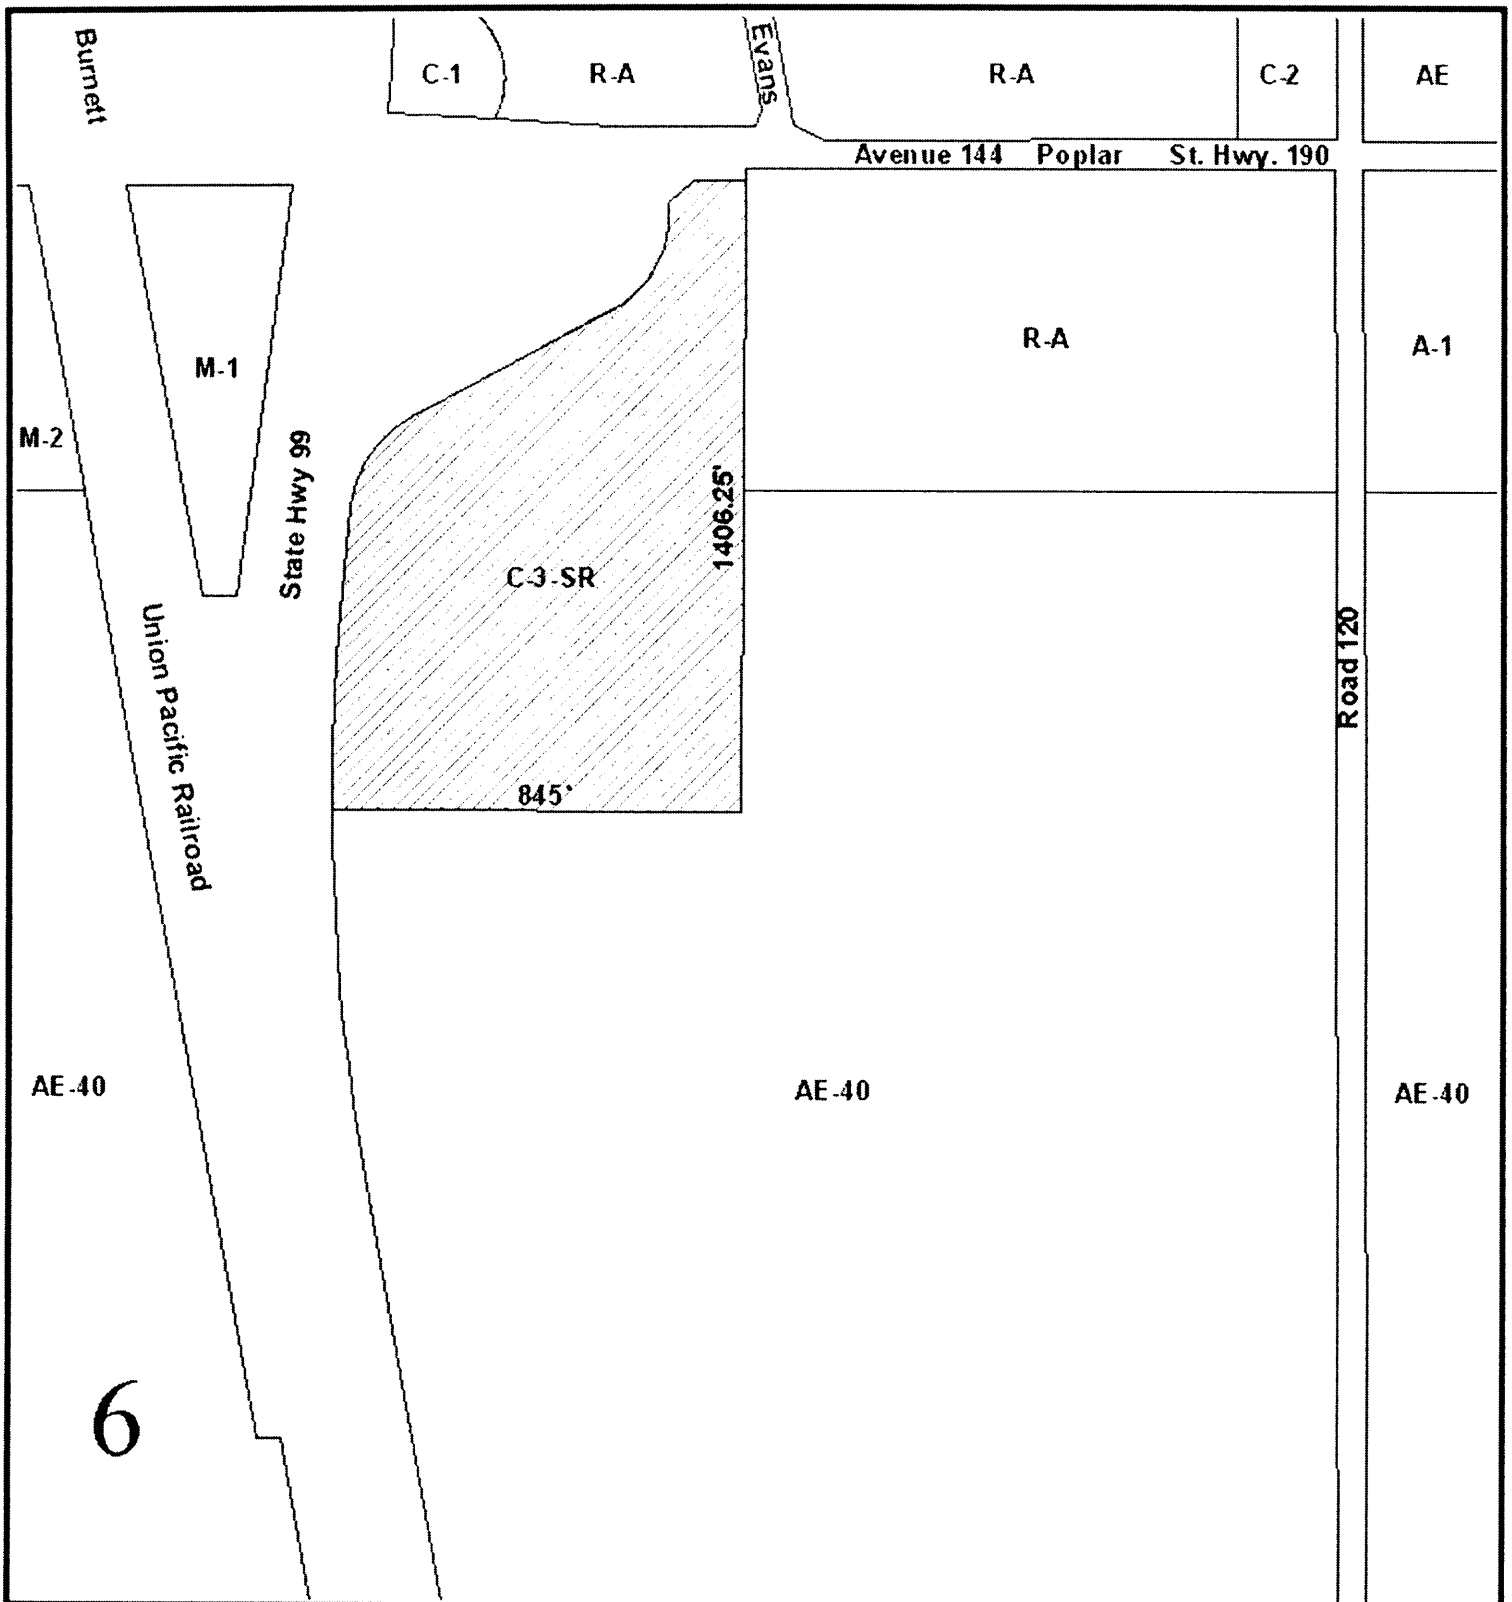 Burnett
C-1
R-A
Evans
R-A
C-2
AE
Avenue 144 Poplar St. Hwy. 190
M-1
M-2
State Hwy 99
R-A
A-1
1406.25'
C-3-SR
Union Pacific Railroad
Road 120
845'
AE-40
AE-40
AE-40
6